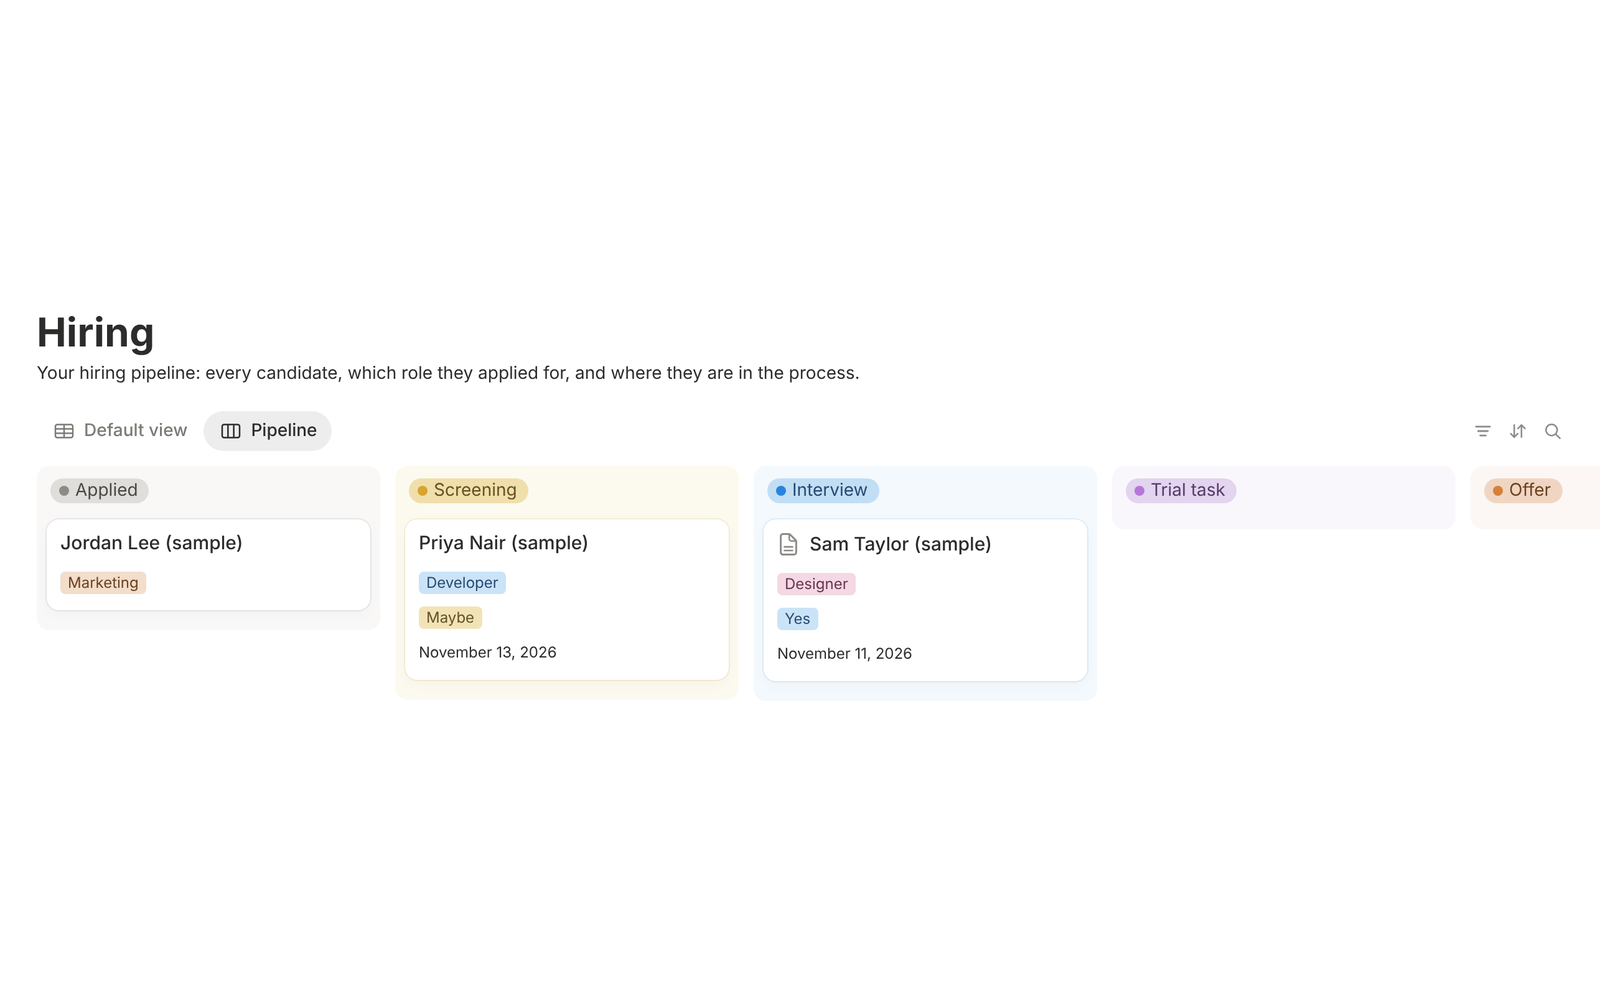 Hiring
Your hiring pipeline: every candidate, which role they applied for, and where they are in the process.
Default view
Pipeline
Applied
Jordan Lee (sample)
Marketing
Screening
Priya Nair (sample)
Developer
Maybe
November 13, 2026
Interview
Sam Taylor (sample)
Designer
Yes
November 11, 2026
Trial task
Offer